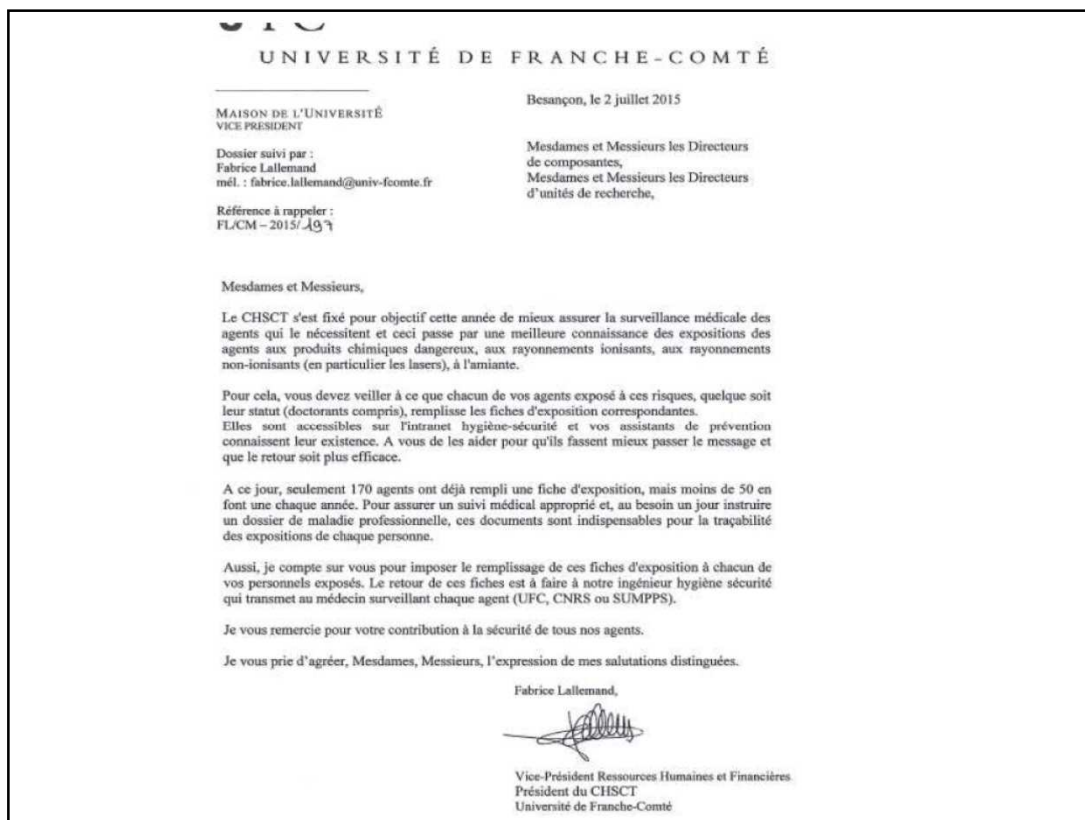 UNIVERSITÉ DE FRANCHE-COMTÉ
MAISON DE L'UNIVERSITÉ
VICE PRESIDENT
Dossier suivi par :
Fabrice Lallemand
mél. : fabrice.lallemand@univ-fcomte.fr
Référence à rappeler :
FL/CM – 2015/197
Besançon, le 2 juillet 2015
Mesdames et Messieurs les Directeurs
de composantes,
Mesdames et Messieurs les Directeurs
d'unités de recherche,
Mesdames et Messieurs,
Le CHSCT s'est fixé pour objectif cette année de mieux assurer la surveillance médicale des
agents qui le nécessitent et ceci passe par une meilleure connaissance des expositions des
agents aux produits chimiques dangereux, aux rayonnements ionisants, aux rayonnements
non-ionisants (en particulier les lasers), à l'amiante.
Pour cela, vous devez veiller à ce que chacun de vos agents exposé à ces risques, quelque soit
leur statut (doctorants compris), remplisse les fiches d'exposition correspondantes.
Elles sont accessibles sur l'intranet hygiène-sécurité et vos assistants de prévention
connaissent leur existence. A vous de les aider pour qu'ils fassent mieux passer le message et
que le retour soit plus efficace.
A ce jour, seulement 170 agents ont déjà rempli une fiche d'exposition, mais moins de 50 en
font une chaque année. Pour assurer un suivi médical approprié et, au besoin un jour instruire
un dossier de maladie professionnelle, ces documents sont indispensables pour la traçabilité
des expositions de chaque personne.
Aussi, je compte sur vous pour imposer le remplissage de ces fiches d'exposition à chacun de
vos personnels exposés. Le retour de ces fiches est à faire à notre ingénieur hygiène sécurité
qui transmet au médecin surveillant chaque agent (UFC, CNRS ou SUMPPS).
Je vous remercie pour votre contribution à la sécurité de tous nos agents.
Je vous prie d'agréer, Mesdames, Messieurs, l'expression de mes salutations distinguées.
Fabrice Lallemand,
Vice-Président Ressources Humaines et Financières
Président du CHSCT
Université de Franche-Comté